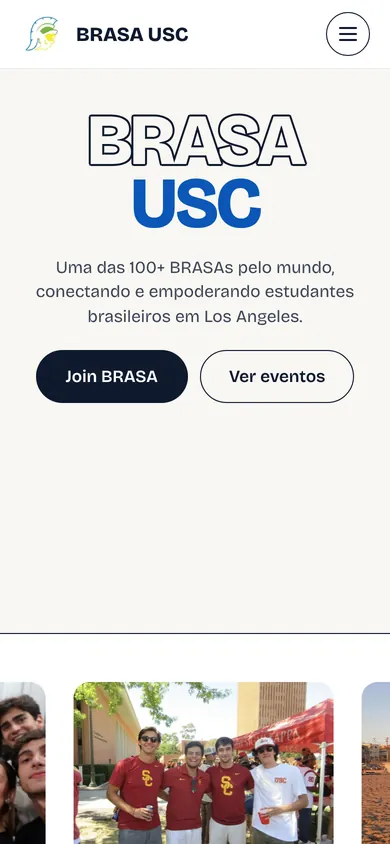 BRASA USC
BRASA
USC
Uma das 100+ BRASAs pelo mundo,
conectando e empoderando estudantes
brasileiros em Los Angeles.
Join BRASA
Ver eventos
SC
SC
USC